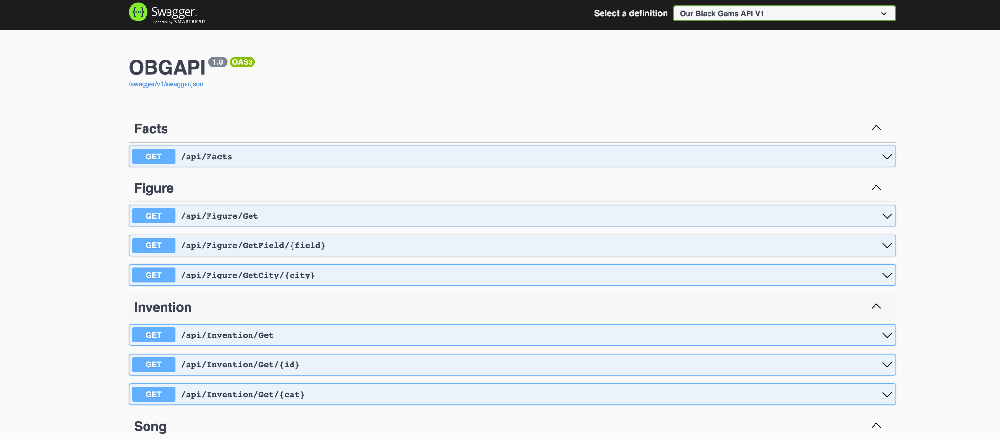 {...} Swagger
Supported by SMARTBEAR
Select a definition
Our Black Gems API V1
OBGAPI 1.0 OAS3
/swagger/v1/swagger.json
Facts
GET /api/Facts
Figure
GET /api/Figure/Get
GET /api/Figure/GetField/{field}
GET /api/Figure/GetCity/{city}
Invention
GET /api/Invention/Get
GET /api/Invention/Get/{id}
GET /api/Invention/Get/{cat}
Song